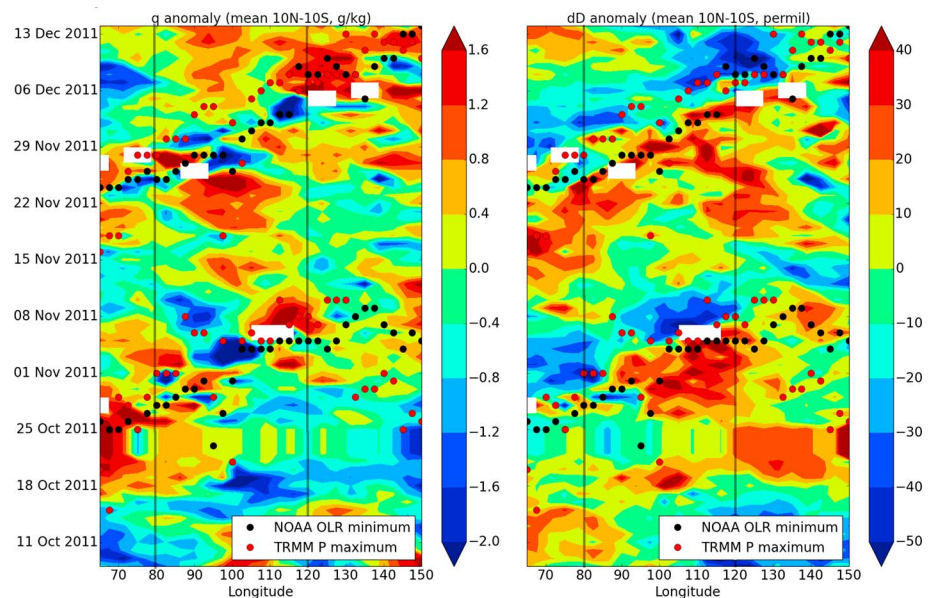 q anomaly (mean 10N-10S, g/kg)
13 Dec 2011
06 Dec 2011
29 Nov 2011
22 Nov 2011
15 Nov 2011
08 Nov 2011
01 Nov 2011
25 Oct 2011
18 Oct 2011
11 Oct 2011
NOAA OLR minimum
TRMM P maximum
70 80 90 100 110 120 130 140 150
Longitude
1.6
1.2
0.8
0.4
0.0
−0.4
−0.8
−1.2
−1.6
−2.0
dD anomaly (mean 10N-10S, permil)
NOAA OLR minimum
TRMM P maximum
70 80 90 100 110 120 130 140 150
Longitude
40
30
20
10
0
−10
−20
−30
−40
−50